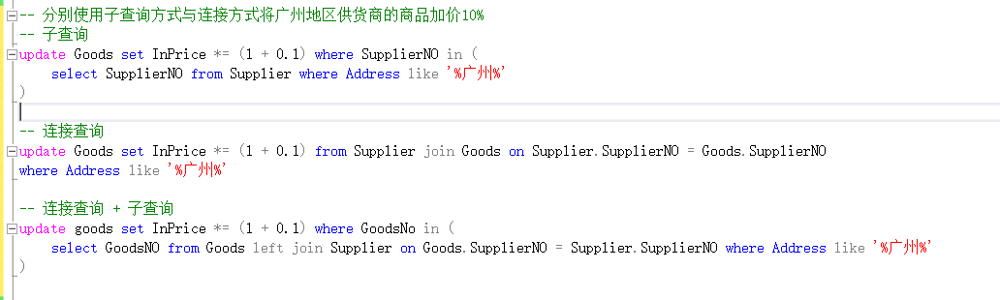 -- 分别使用子查询方式与连接方式将广州地区供货商的商品加价10%
-- 子查询
update Goods set InPrice *= (1 + 0.1) where SupplierNO in (
select SupplierNO from Supplier where Address like '%广州%'
)
-- 连接查询
update Goods set InPrice *= (1 + 0.1) from Supplier join Goods on Supplier.SupplierNO = Goods.SupplierNO
where Address like '%广州%'
-- 连接查询 + 子查询
update goods set InPrice *= (1 + 0.1) where GoodsNo in (
select GoodsNO from Goods left join Supplier on Goods.SupplierNO = Supplier.SupplierNO where Address like '%广州%'
)